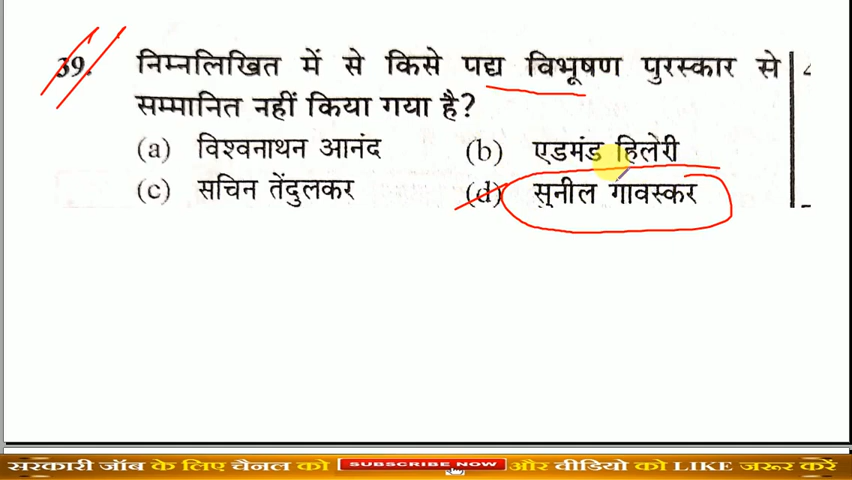 39. निम्नलिखित में से किसे पद्म विभूषण पुरस्कार से
सम्मानित नहीं किया गया है?
(a) विश्वनाथन आनंद (b) एडमंड हिलेरी
(c) सचिन तेंदुलकर (d) सुनील गावस्कर
सरकारी जॉब के लिए चैनल को SUBSCRIBE NOW और वीडियो को LIKE जरूर करें